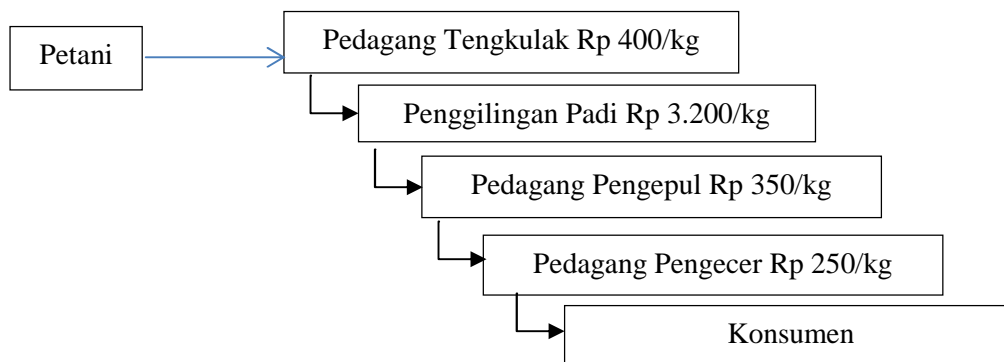 Petani
Pedagang Tengkulak Rp 400/kg
Penggilingan Padi Rp 3.200/kg
Pedagang Pengepul Rp 350/kg
Pedagang Pengecer Rp 250/kg
Konsumen